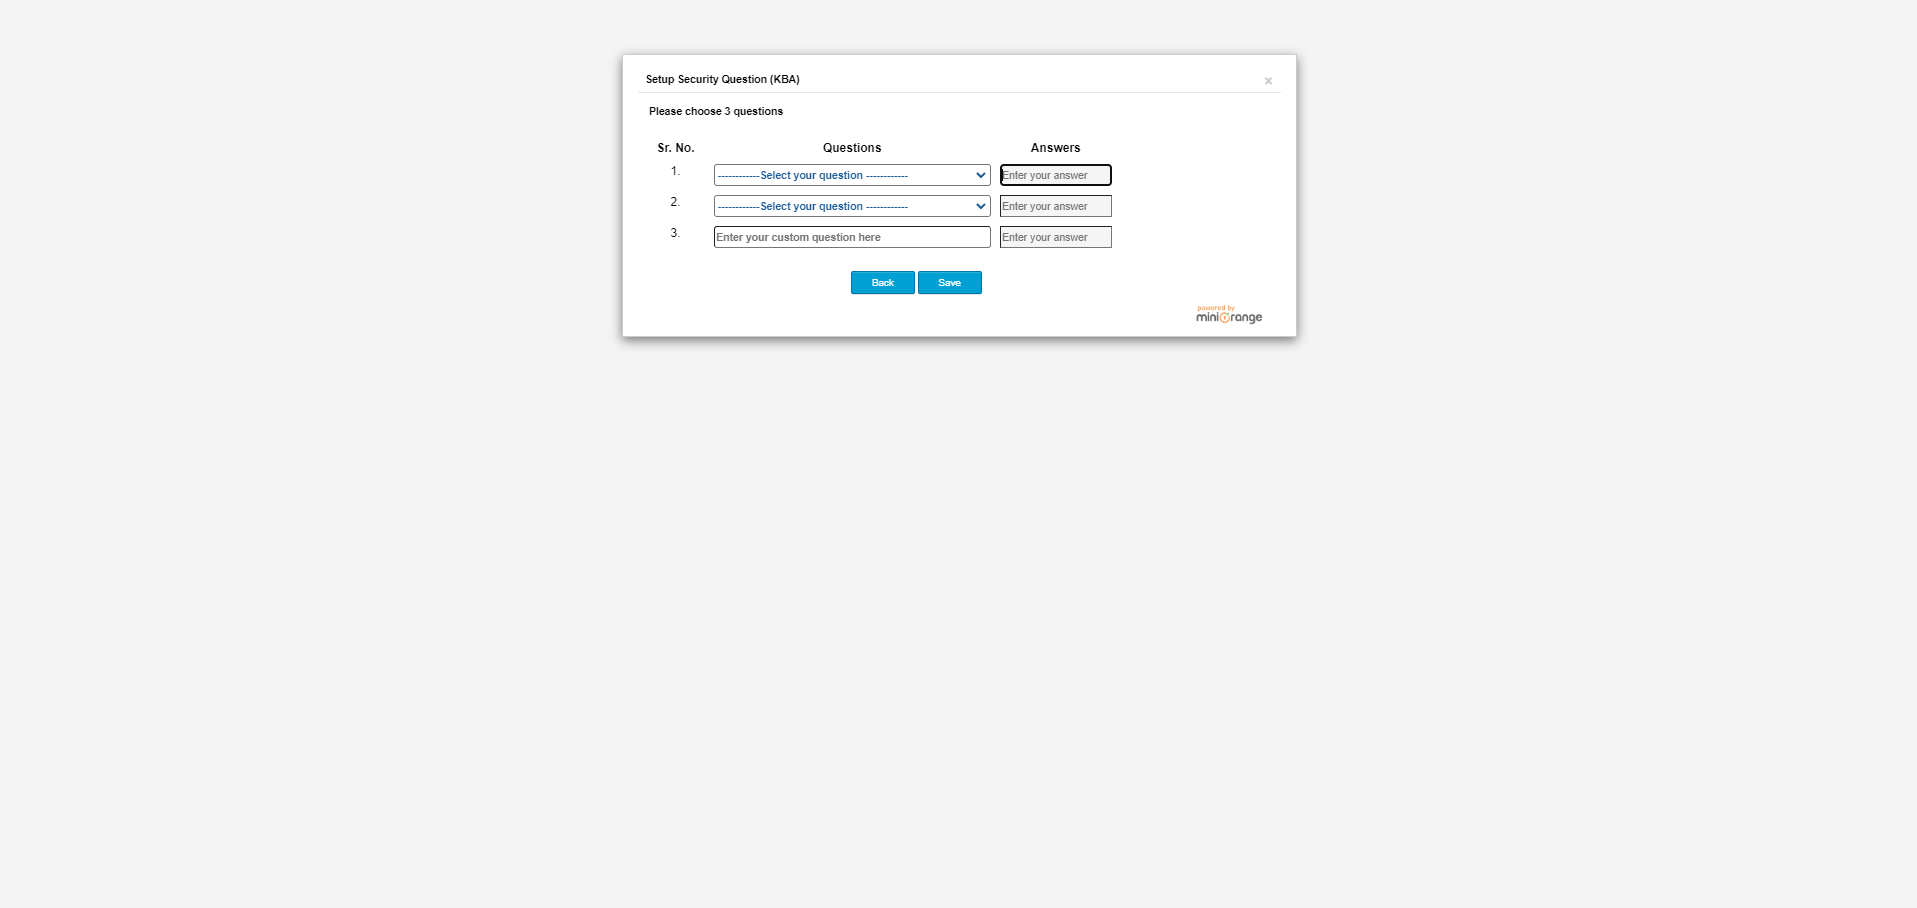 Setup Security Question (KBA)
×
Please choose 3 questions
Sr. No. Questions Answers
1. ------------Select your question ------------ Enter your answer
2. ------------Select your question ------------ Enter your answer
3. Enter your custom question here Enter your answer
Back Save
powered by
miniOrange